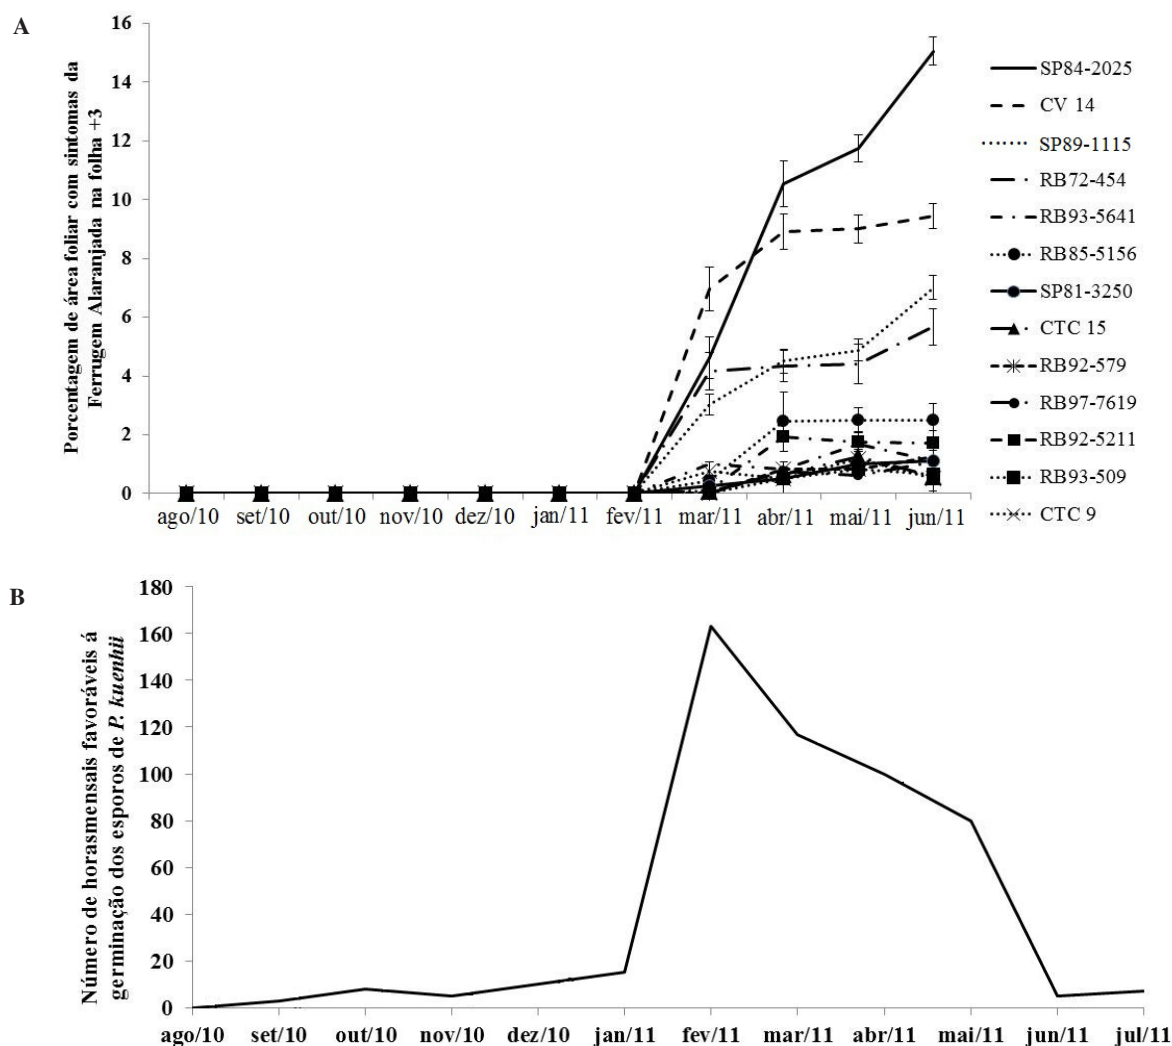 A
Porcentagem de área foliar com sintomas da
Ferrugem Alaranjada na folha +3
16
14
12
10
8
6
4
2
0
ago/10 set/10 out/10 nov/10 dez/10 jan/11 fev/11 mar/11 abr/11 mai/11 jun/11
SP84-2025
CV 14
SP89-1115
RB72-454
RB93-5641
RB85-5156
SP81-3250
CTC 15
RB92-579
RB97-7619
RB92-5211
RB93-509
CTC 9
B
Número de horasmensais favoráveis á
germinação dos esporos de P. kuenhii
180
160
140
120
100
80
60
40
20
0
ago/10 set/10 out/10 nov/10 dez/10 jan/11 fev/11 mar/11 abr/11 mai/11 jun/11 jul/11